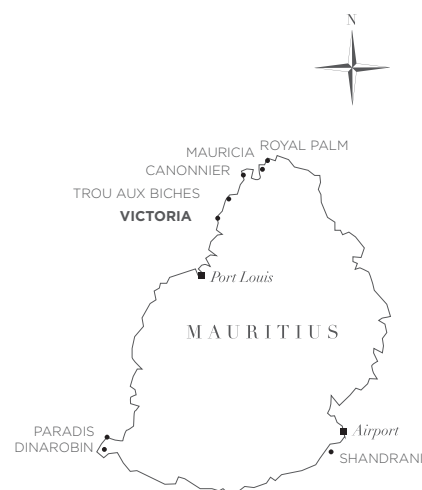 N
ROYAL PALM
MAURICIA
CANONNIER
TROU AUX BICHES
VICTORIA
Port Louis
MAURITIUS
PARADIS
Airport
DINAROBIN
SHANDRANI